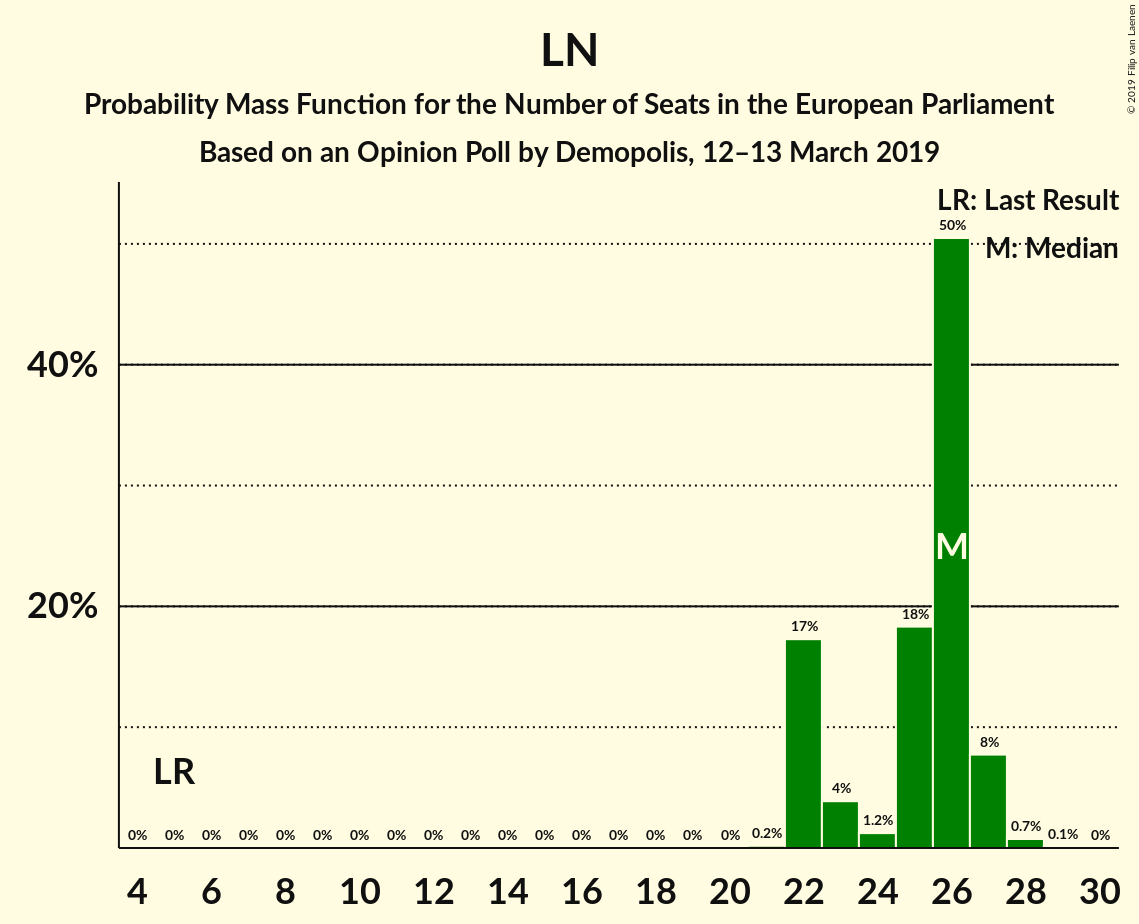 LN
Probability Mass Function for the Number of Seats in the European Parliament
Based on an Opinion Poll by Demopolis, 12–13 March 2019
© 2019 Filip van Laenen
LR: Last Result
M: Median
50%
40%
M
20%
18%
17%
8%
LR
4%
1.2%
0.7%
0% 0% 0% 0% 0% 0% 0% 0% 0% 0% 0% 0% 0% 0% 0% 0% 0% 0.2% 0.1% 0%
4 6 8 10 12 14 16 18 20 22 24 26 28 30